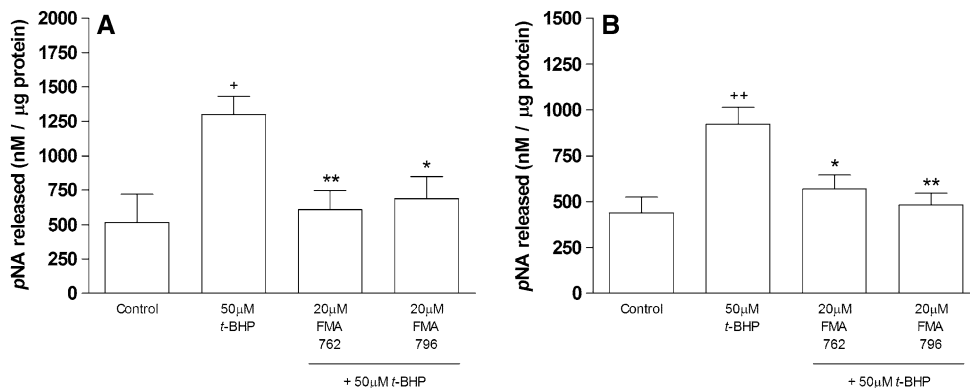 A
pNA released (nM / µg protein)
2000
1750
1500
1250
1000
750
500
250
0
+
**
*
Control
50µM
t-BHP
20µM
FMA
762
20µM
FMA
796
+ 50µM t-BHP
B
pNA released (nM / µg protein)
1500
1250
1000
750
500
250
0
++
*
**
Control
50µM
t-BHP
20µM
FMA
762
20µM
FMA
796
+ 50µM t-BHP